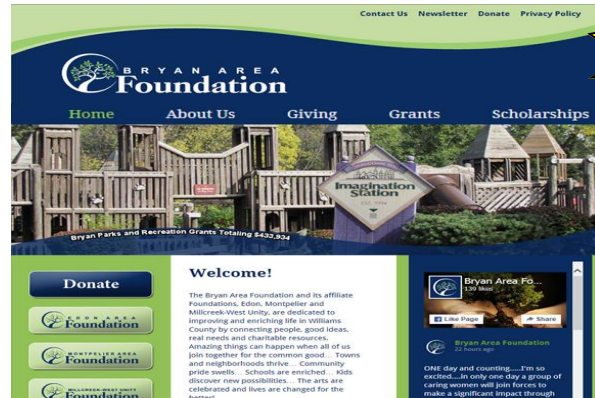 Contact Us Newsletter Donate Privacy Policy
BRYAN AREA
Foundation
Home About Us Giving Grants Scholarships
Imagination
Station
Bryan Parks and Recreation Grants Totaling $433,934
Donate
EDON AREA
Foundation
MONTPELIER AREA
Foundation
MILLCREEK-WEST UNITY
Foundation
Welcome!
The Bryan Area Foundation and its affiliate
Foundations, Edon, Montpelier and
Millcreek-West Unity, are dedicated to
improving and enriching life in Williams
County by connecting people, good ideas,
real needs and charitable resources.
Amazing things can happen when all of us
join together for the common good... Towns
and neighborhoods thrive... Community
pride swells... Schools are enriched... Kids
discover new possibilities... The arts are
celebrated and lives are changed for the
better!
Bryan Area Fo...
139 likes
Like Page Share
Bryan Area Foundation
22 hours ago
ONE day and counting.....I'm so
excited....in only one day a group of
caring women will join forces to
make a significant impact through